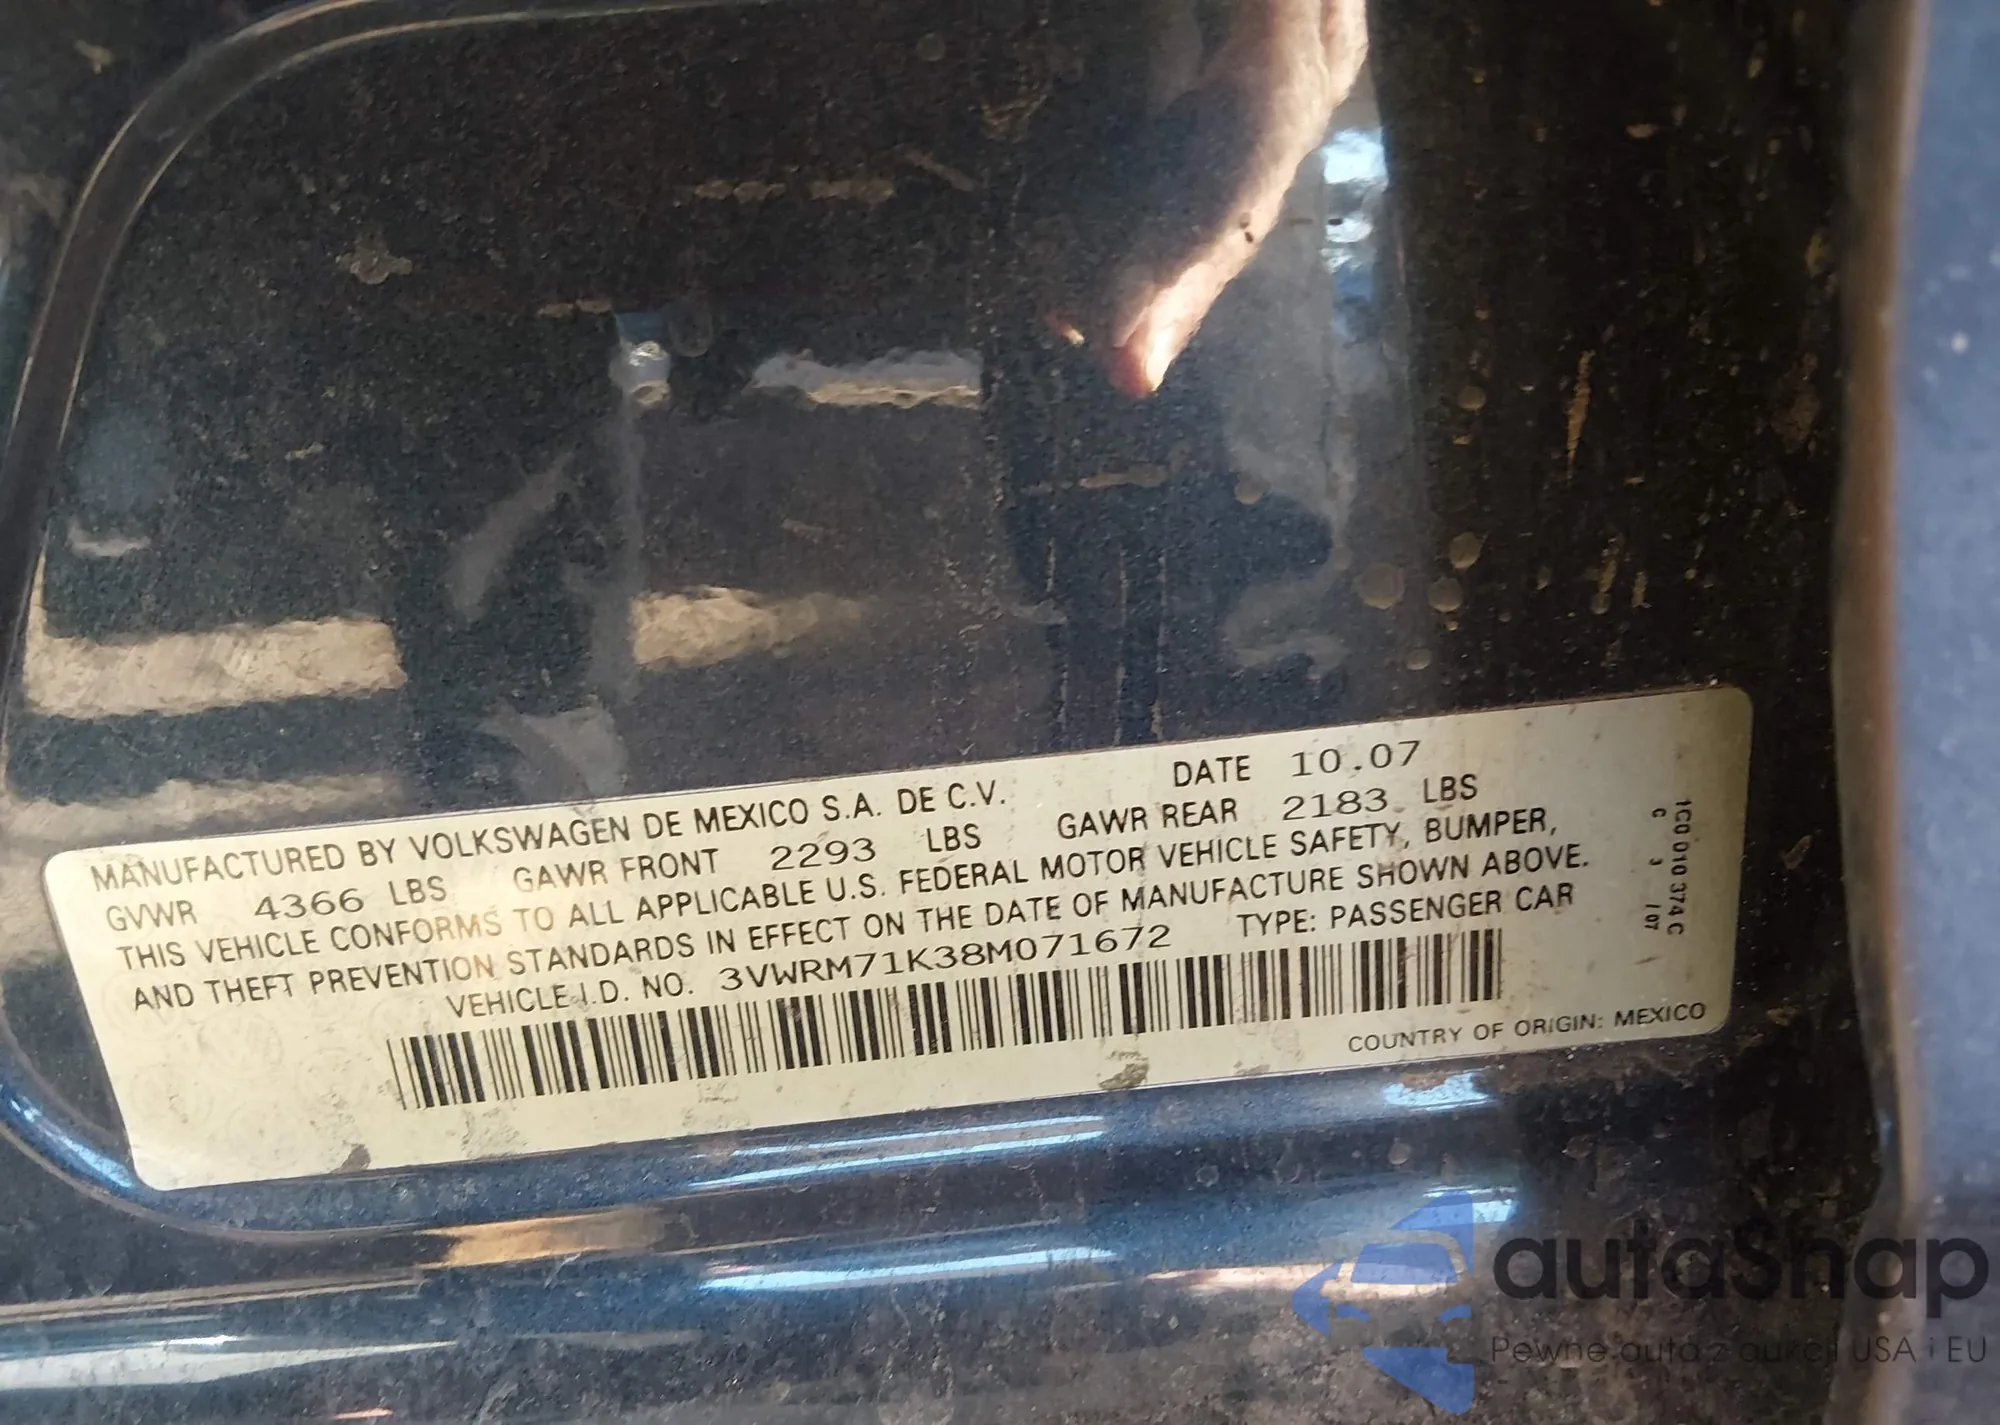 MANUFACTURED BY VOLKSWAGEN DE MEXICO S.A. DE C.V. DATE 10.07
GVWR 4366 LBS GAWR FRONT 2293 LBS GAWR REAR 2183 LBS
THIS VEHICLE CONFORMS TO ALL APPLICABLE U.S. FEDERAL MOTOR VEHICLE SAFETY, BUMPER,
AND THEFT PREVENTION STANDARDS IN EFFECT ON THE DATE OF MANUFACTURE SHOWN ABOVE.
VEHICLE I.D. NO. 3VWRM71K38M071672 TYPE: PASSENGER CAR
COUNTRY OF ORIGIN: MEXICO
1C0 010 374 C
C 3 / 07
autaSnap
Pewne auta z aukcji USA i EU